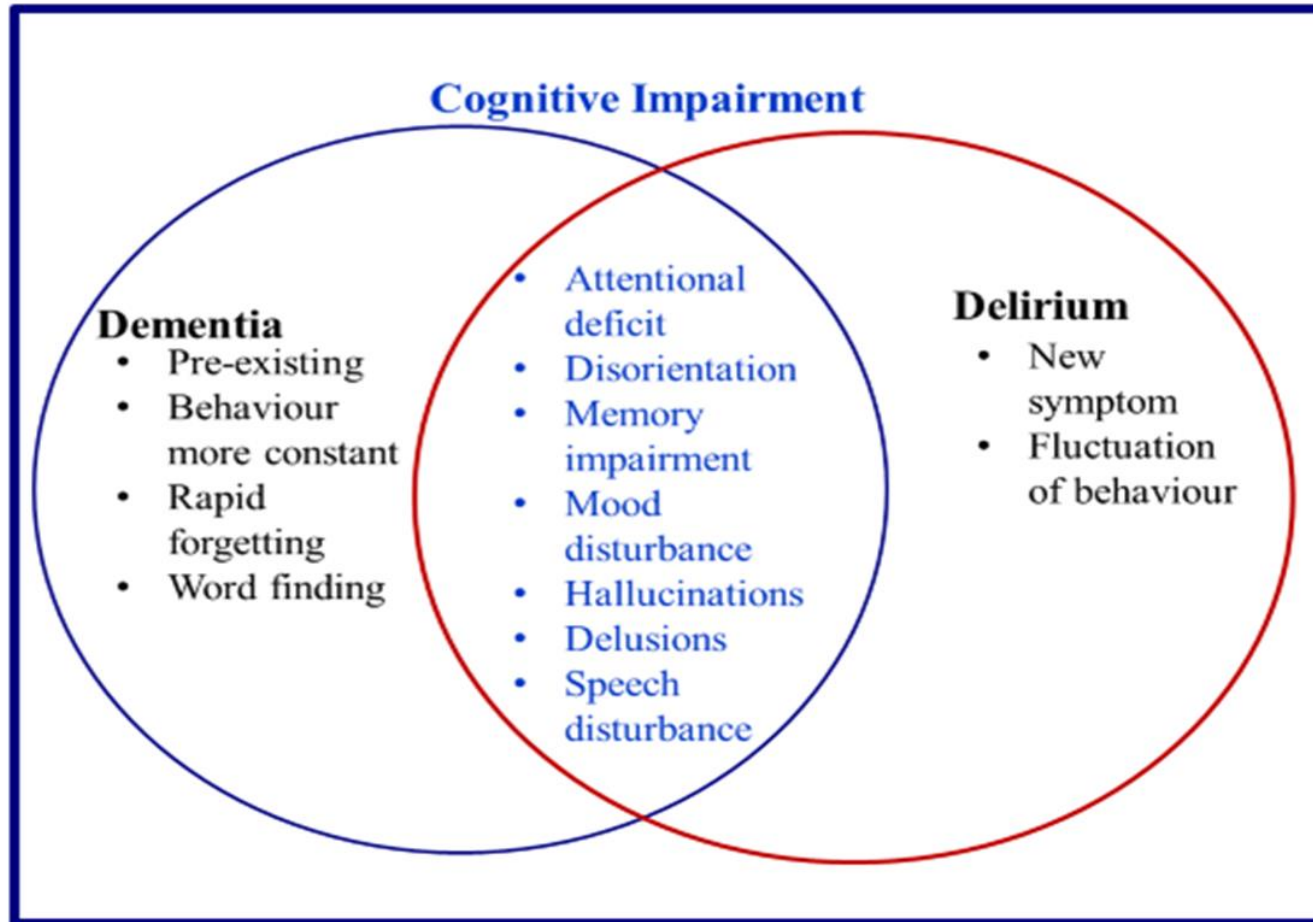 Cognitive Impairment
Dementia
• Pre-existing
• Behaviour
more constant
• Rapid
forgetting
• Word finding
• Attentional
deficit
• Disorientation
• Memory
impairment
• Mood
disturbance
• Hallucinations
• Delusions
• Speech
disturbance
Delirium
• New
symptom
• Fluctuation
of behaviour